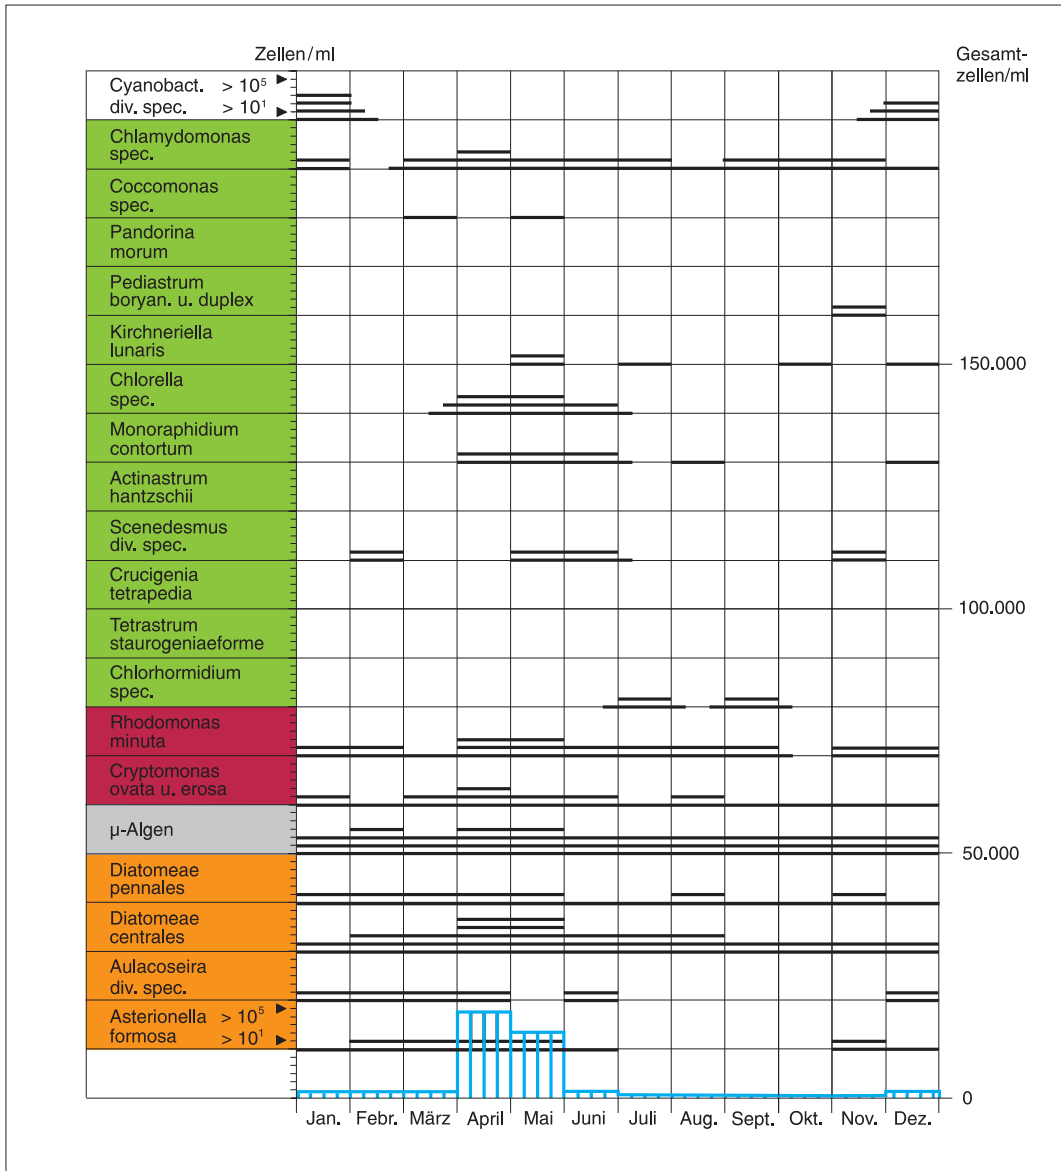 Zellen/ml
Gesamt-
zellen/ml
Cyanobact. > 10⁵
div. spec. > 10¹
Chlamydomonas
spec.
Coccomonas
spec.
Pandorina
morum
Pediastrum
boryan. u. duplex
Kirchneriella
lunaris
150.000
Chlorella
spec.
Monoraphidium
contortum
Actinastrum
hantzschii
Scenedesmus
div. spec.
Crucigenia
tetrapedia
100.000
Tetrastrum
staurogeniaeforme
Chlorhormidium
spec.
Rhodomonas
minuta
Cryptomonas
ovata u. erosa
µ-Algen
50.000
Diatomeae
pennales
Diatomeae
centrales
Aulacoseira
div. spec.
Asterionella > 10⁵
formosa > 10¹
0
Jan. Febr. März April Mai Juni Juli Aug. Sept. Okt. Nov. Dez.